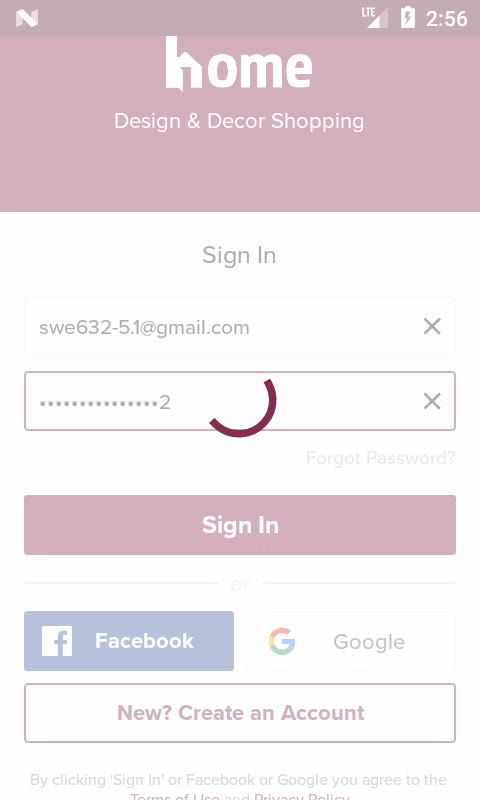 LTE 2:56
home
Design & Decor Shopping
Sign In
swe632-5.1@gmail.com
•••••••••••••••2
Forgot Password?
Sign In
or
Facebook Google
New? Create an Account
By clicking 'Sign In' or Facebook or Google you agree to the
Terms of Use and Privacy Policy